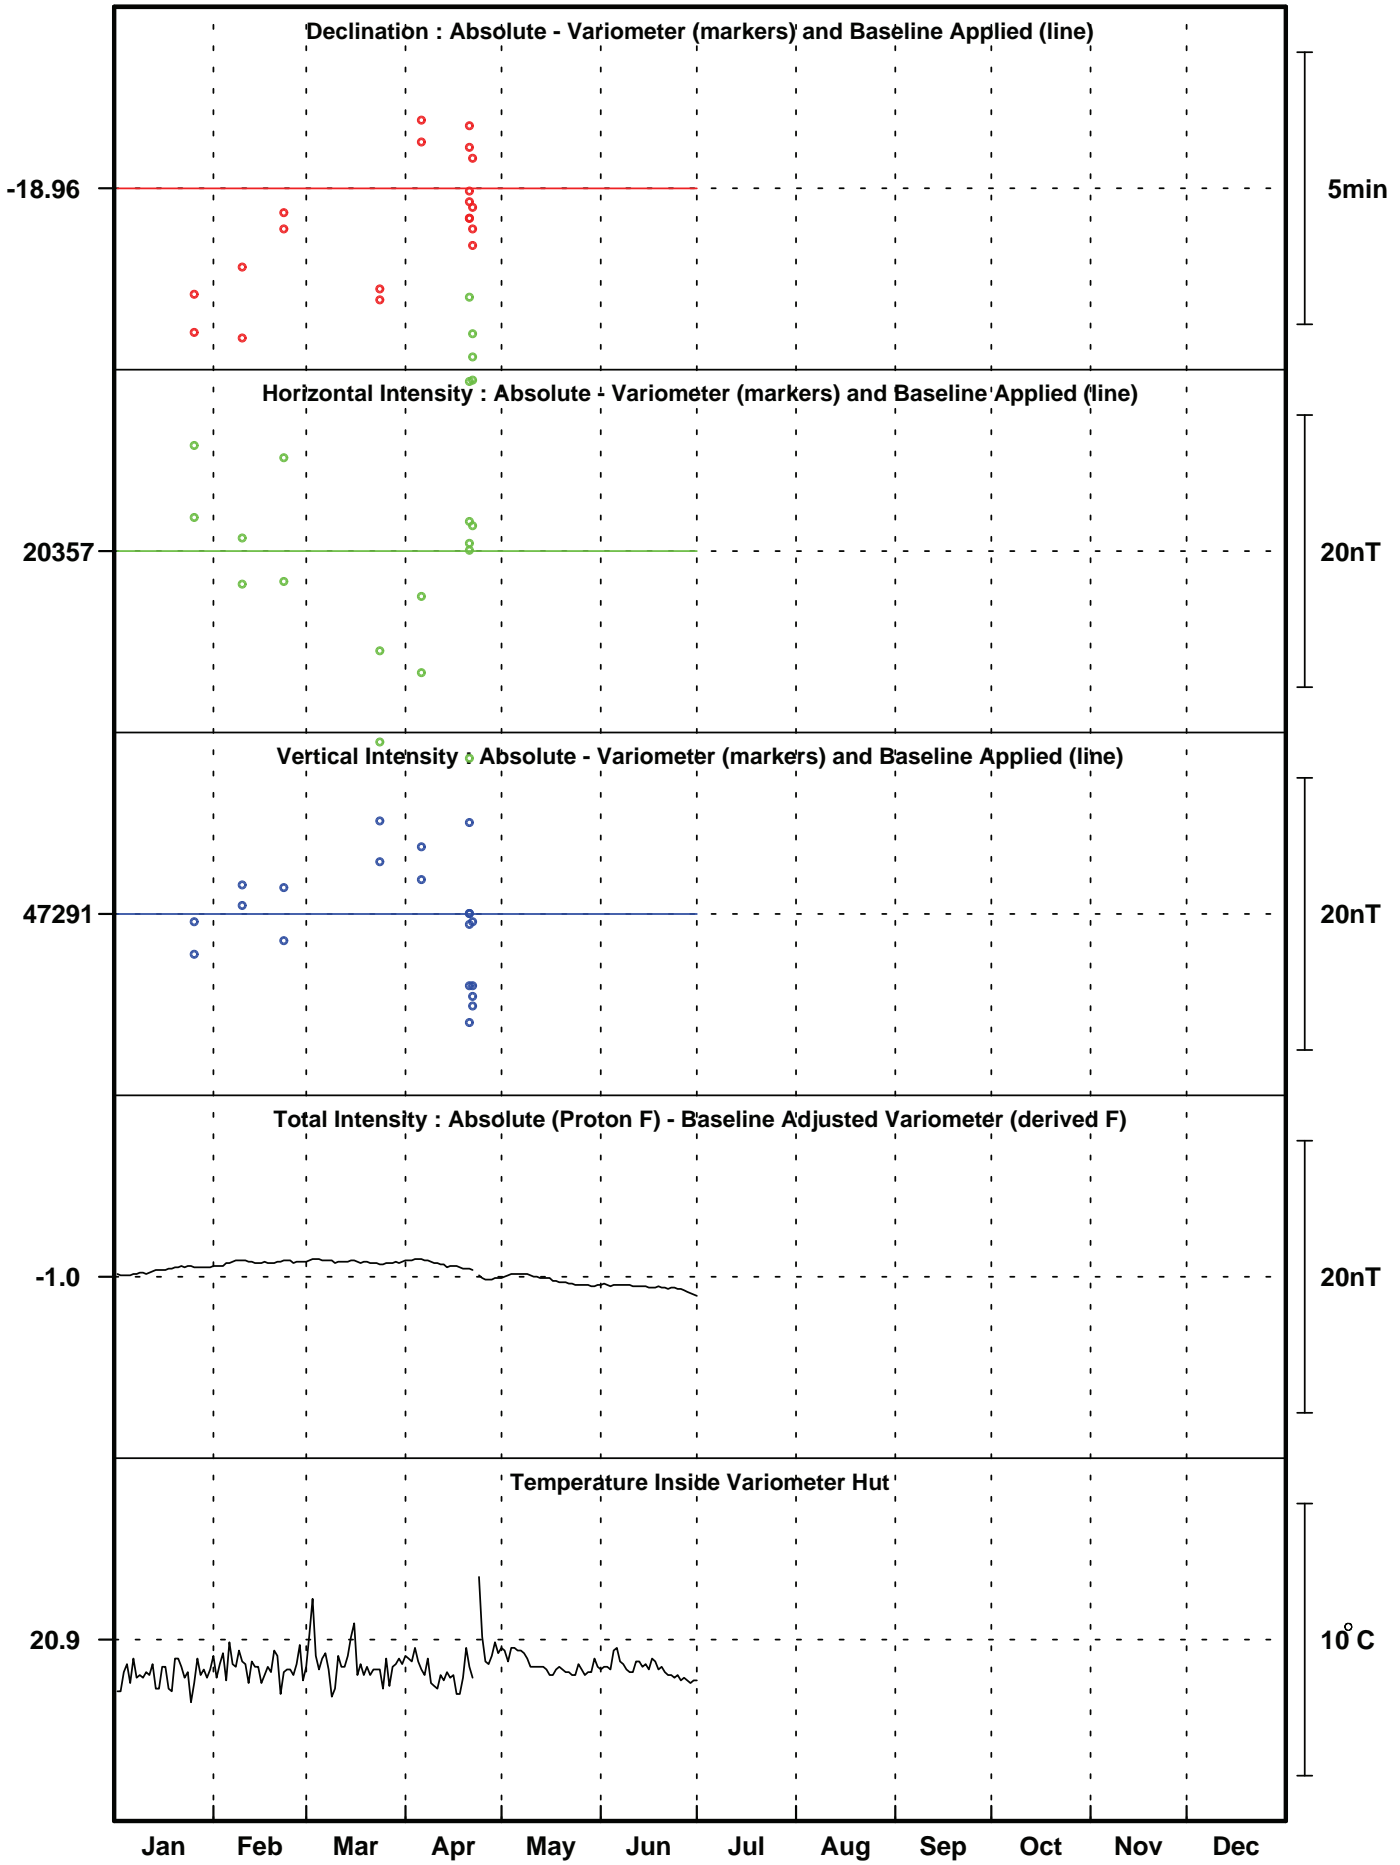 Declination : Absolute - Variometer (markers) and Baseline Applied (line)
-18.96
5min
Horizontal Intensity : Absolute - Variometer (markers) and Baseline Applied (line)
20357
20nT
Vertical Intensity : Absolute - Variometer (markers) and Baseline Applied (line)
47291
20nT
Total Intensity : Absolute (Proton F) - Baseline Adjusted Variometer (derived F)
-1.0
20nT
Temperature Inside Variometer Hut
20.9
10°C
Jan Feb Mar Apr May Jun Jul Aug Sep Oct Nov Dec